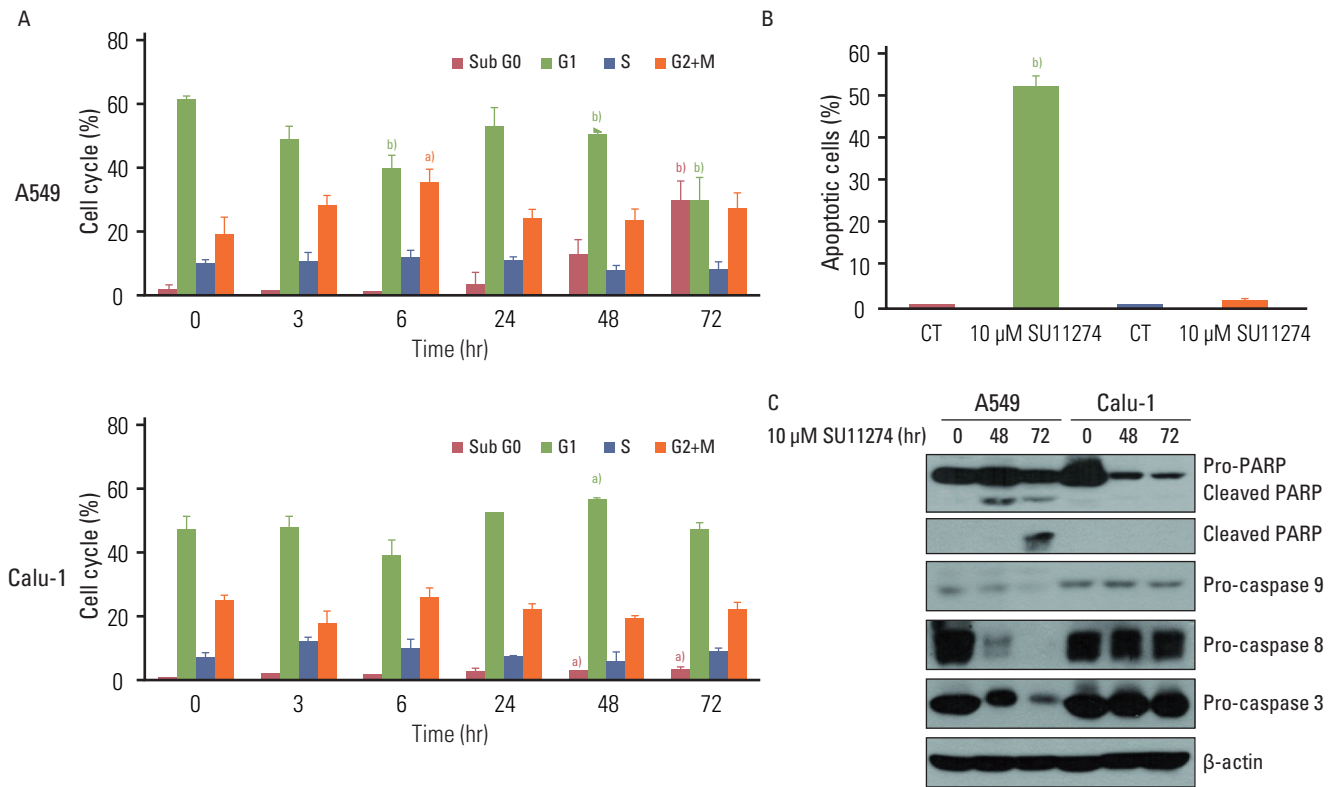 A
80
60
40
20
0
Cell cycle (%)
A549
Sub G0 G1 S G2+M
b) a) b) b) b)
0 3 6 24 48 72
Time (hr)
B
60
50
40
30
20
10
0
Apoptotic cells (%)
b)
CT 10 µM SU11274 CT 10 µM SU11274
80
60
40
20
0
Cell cycle (%)
Calu-1
Sub G0 G1 S G2+M
a) a) a)
0 3 6 24 48 72
Time (hr)
C
A549 Calu-1
10 µM SU11274 (hr) 0 48 72 0 48 72
Pro-PARP
Cleaved PARP
Cleaved PARP
Pro-caspase 9
Pro-caspase 8
Pro-caspase 3
β-actin